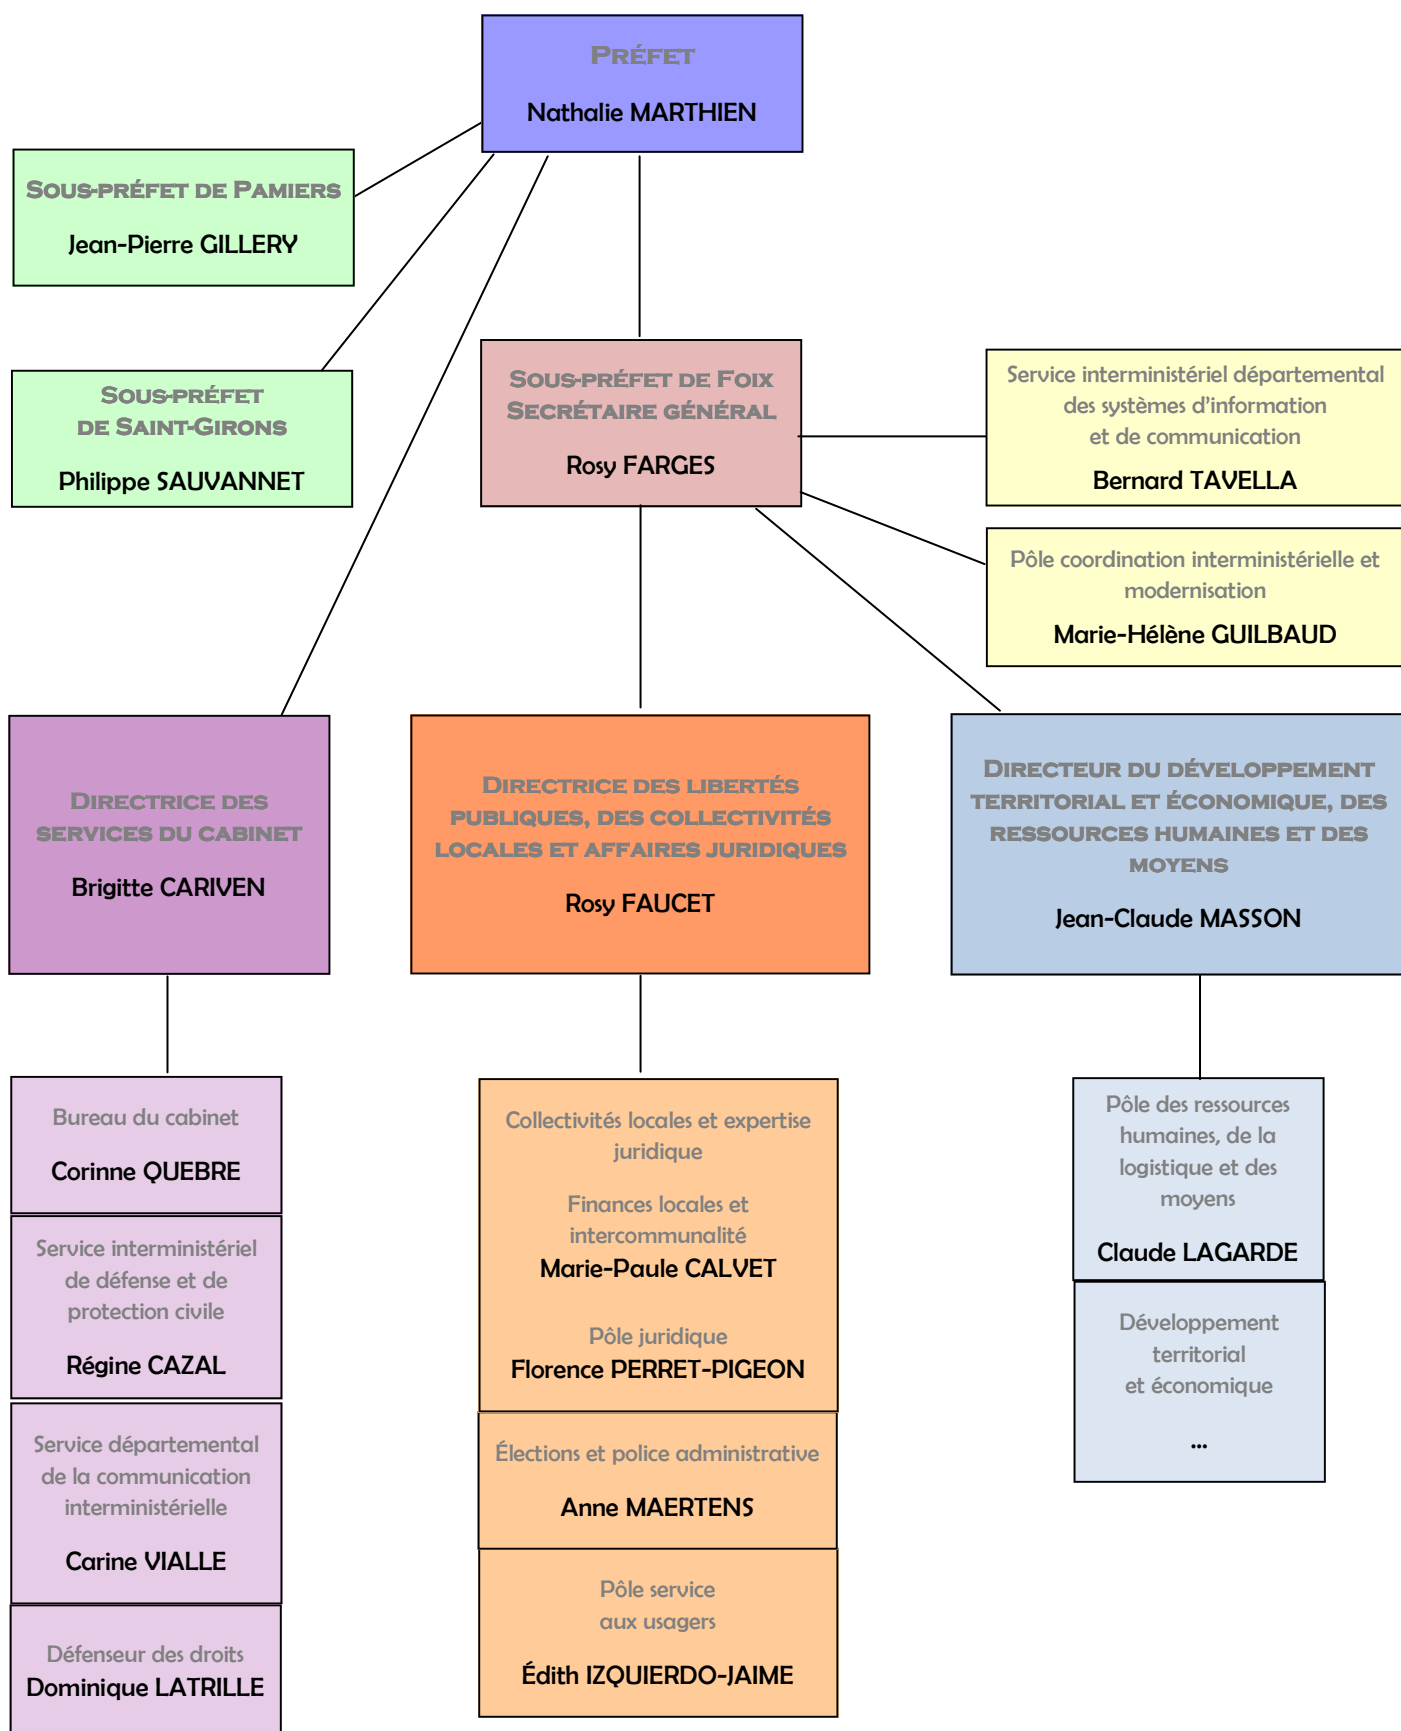 PRÉFET
Nathalie MARTHIEN
SOUS-PRÉFET DE PAMIERS
Jean-Pierre GILLERY
SOUS-PRÉFET
DE SAINT-GIRONS
Philippe SAUVANNET
SOUS-PRÉFET DE FOIX
SECRÉTAIRE GÉNÉRAL
Rosy FARGES
Service interministériel départemental
des systèmes d'information
et de communication
Bernard TAVELLA
Pôle coordination interministérielle et
modernisation
Marie-Hélène GUILBAUD
DIRECTRICE DES
SERVICES DU CABINET
Brigitte CARIVEN
DIRECTRICE DES LIBERTÉS
PUBLIQUES, DES COLLECTIVITÉS
LOCALES ET AFFAIRES JURIDIQUES
Rosy FAUCET
DIRECTEUR DU DÉVELOPPEMENT
TERRITORIAL ET ÉCONOMIQUE, DES
RESSOURCES HUMAINES ET DES
MOYENS
Jean-Claude MASSON
Bureau du cabinet
Corinne QUEBRE
Service interministériel
de défense et de
protection civile
Régine CAZAL
Service départemental
de la communication
interministérielle
Carine VIALLE
Défenseur des droits
Dominique LATRILLE
Collectivités locales et expertise
juridique
Finances locales et
intercommunalité
Marie-Paule CALVET
Pôle juridique
Florence PERRET-PIGEON
Élections et police administrative
Anne MAERTENS
Pôle service
aux usagers
Édith IZQUIERDO-JAIME
Pôle des ressources
humaines, de la
logistique et des
moyens
Claude LAGARDE
Développement
territorial
et économique
...